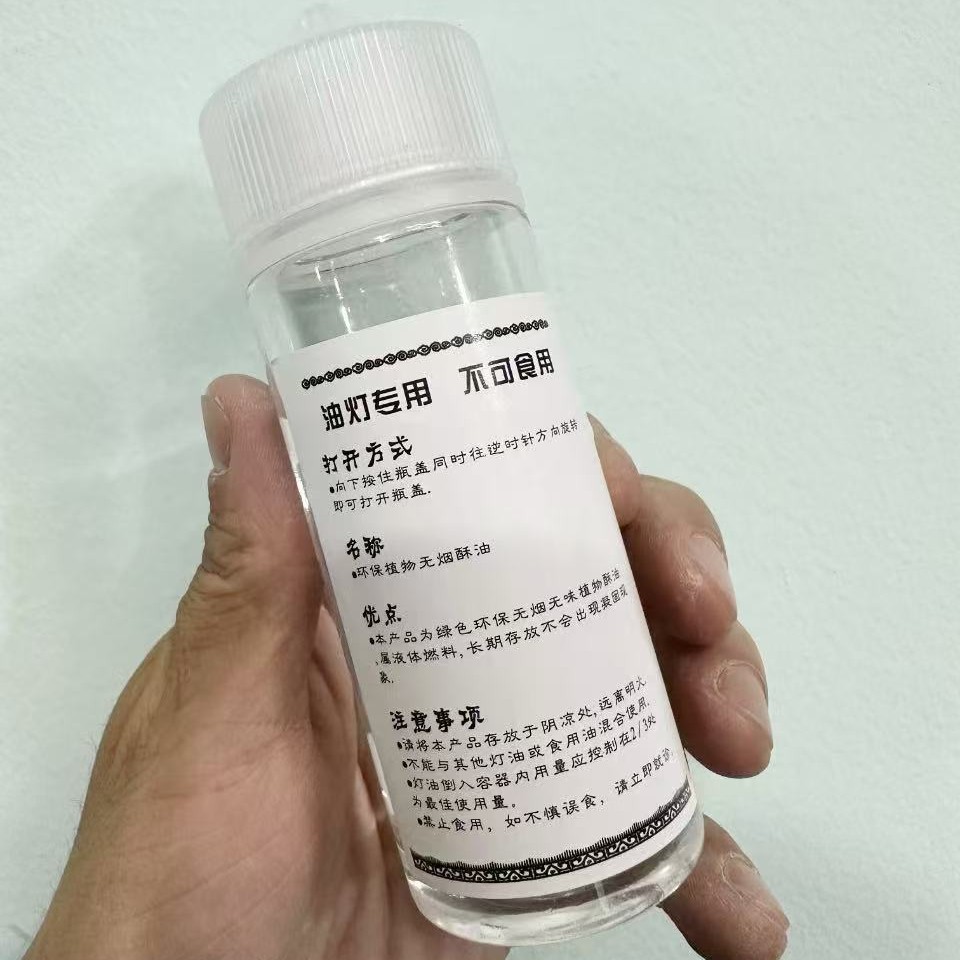 油灯专用 不可食用
打开方式
●向下按住瓶盖同时往逆时针方向旋转
即可打开瓶盖.
名称
●环保植物无烟酥油
优点
●本产品为绿色环保无烟无味植物酥油
,属液体燃料,长期存放不会出现凝固现
象.
注意事项
●请将本产品存放于阴凉处,远离明火.
●不能与其他灯油或食用油混合使用.
●灯油倒入容器内用量应控制在2/3处
为最佳使用量。
●禁止食用，如不慎误食，请立即就诊.